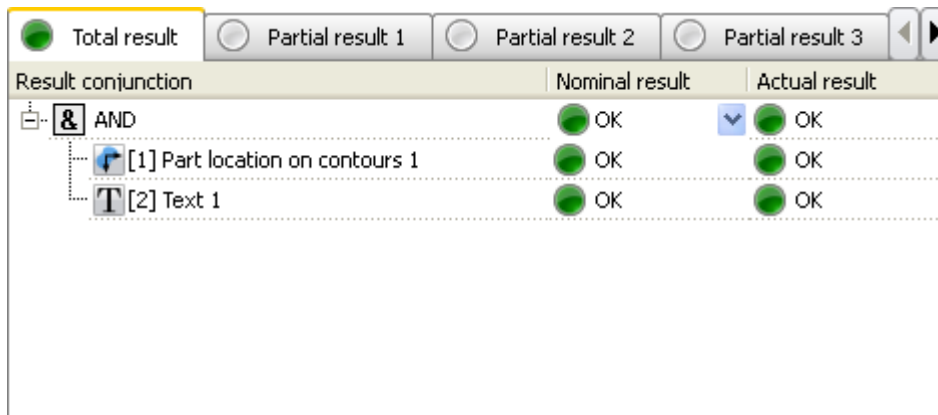 Total result Partial result 1 Partial result 2 Partial result 3
Result conjunction Nominal result Actual result
& AND OK OK
[1] Part location on contours 1 OK OK
T [2] Text 1 OK OK